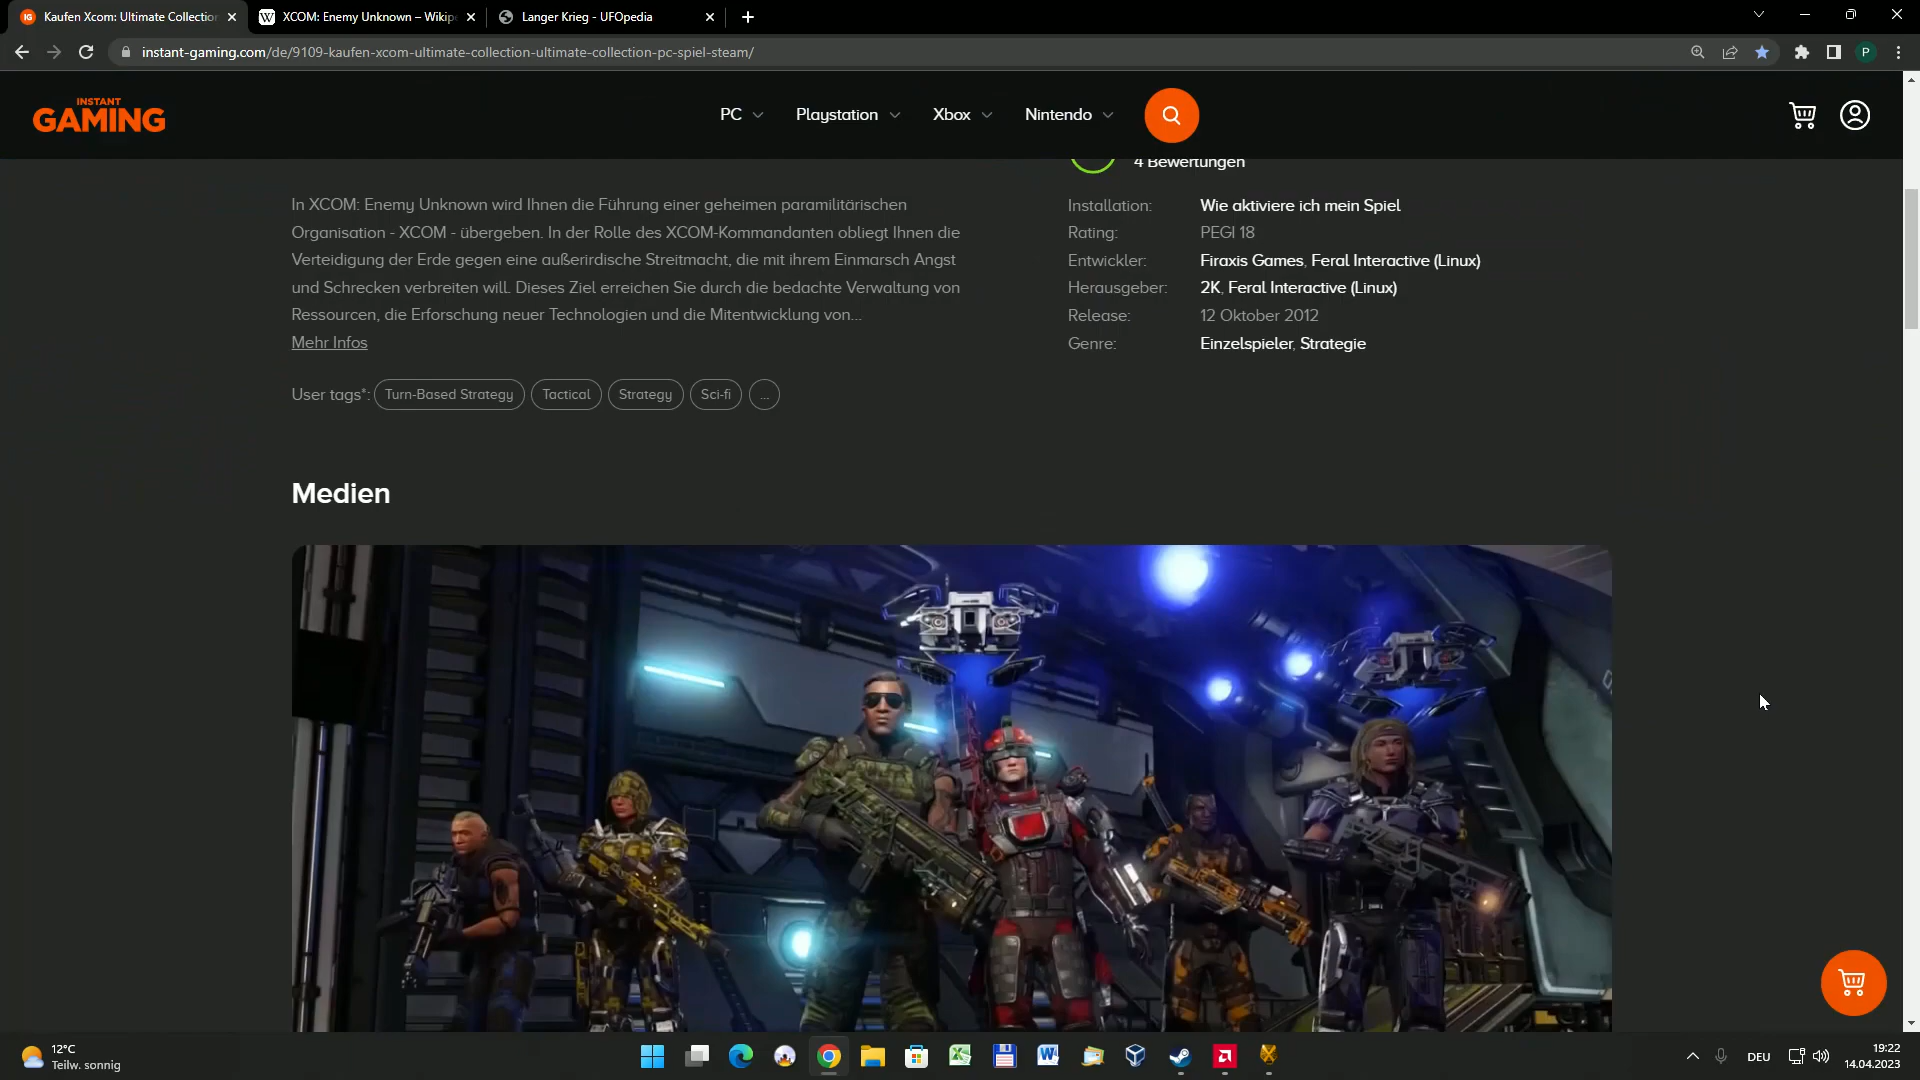 Kaufen Xcom: Ultimate Collection
XCOM: Enemy Unknown – Wikipe
Langer Krieg - UFOpedia
instant-gaming.com/de/9109-kaufen-xcom-ultimate-collection-ultimate-collection-pc-spiel-steam/
P
INSTANT
GAMING
PC
Playstation
Xbox
Nintendo
4 Bewertungen
In XCOM: Enemy Unknown wird Ihnen die Führung einer geheimen paramilitärischen
Organisation - XCOM - übergeben. In der Rolle des XCOM-Kommandanten obliegt Ihnen die
Verteidigung der Erde gegen eine außerirdische Streitmacht, die mit ihrem Einmarsch Angst
und Schrecken verbreiten will. Dieses Ziel erreichen Sie durch die bedachte Verwaltung von
Ressourcen, die Erforschung neuer Technologien und die Mitentwicklung von...
Mehr Infos
User tags*: Turn-Based Strategy Tactical Strategy Sci-fi ...
Installation: Wie aktiviere ich mein Spiel
Rating: PEGI 18
Entwickler: Firaxis Games, Feral Interactive (Linux)
Herausgeber: 2K, Feral Interactive (Linux)
Release: 12 Oktober 2012
Genre: Einzelspieler, Strategie
Medien
12°C
Teilw. sonnig
DEU
19:22
14.04.2023